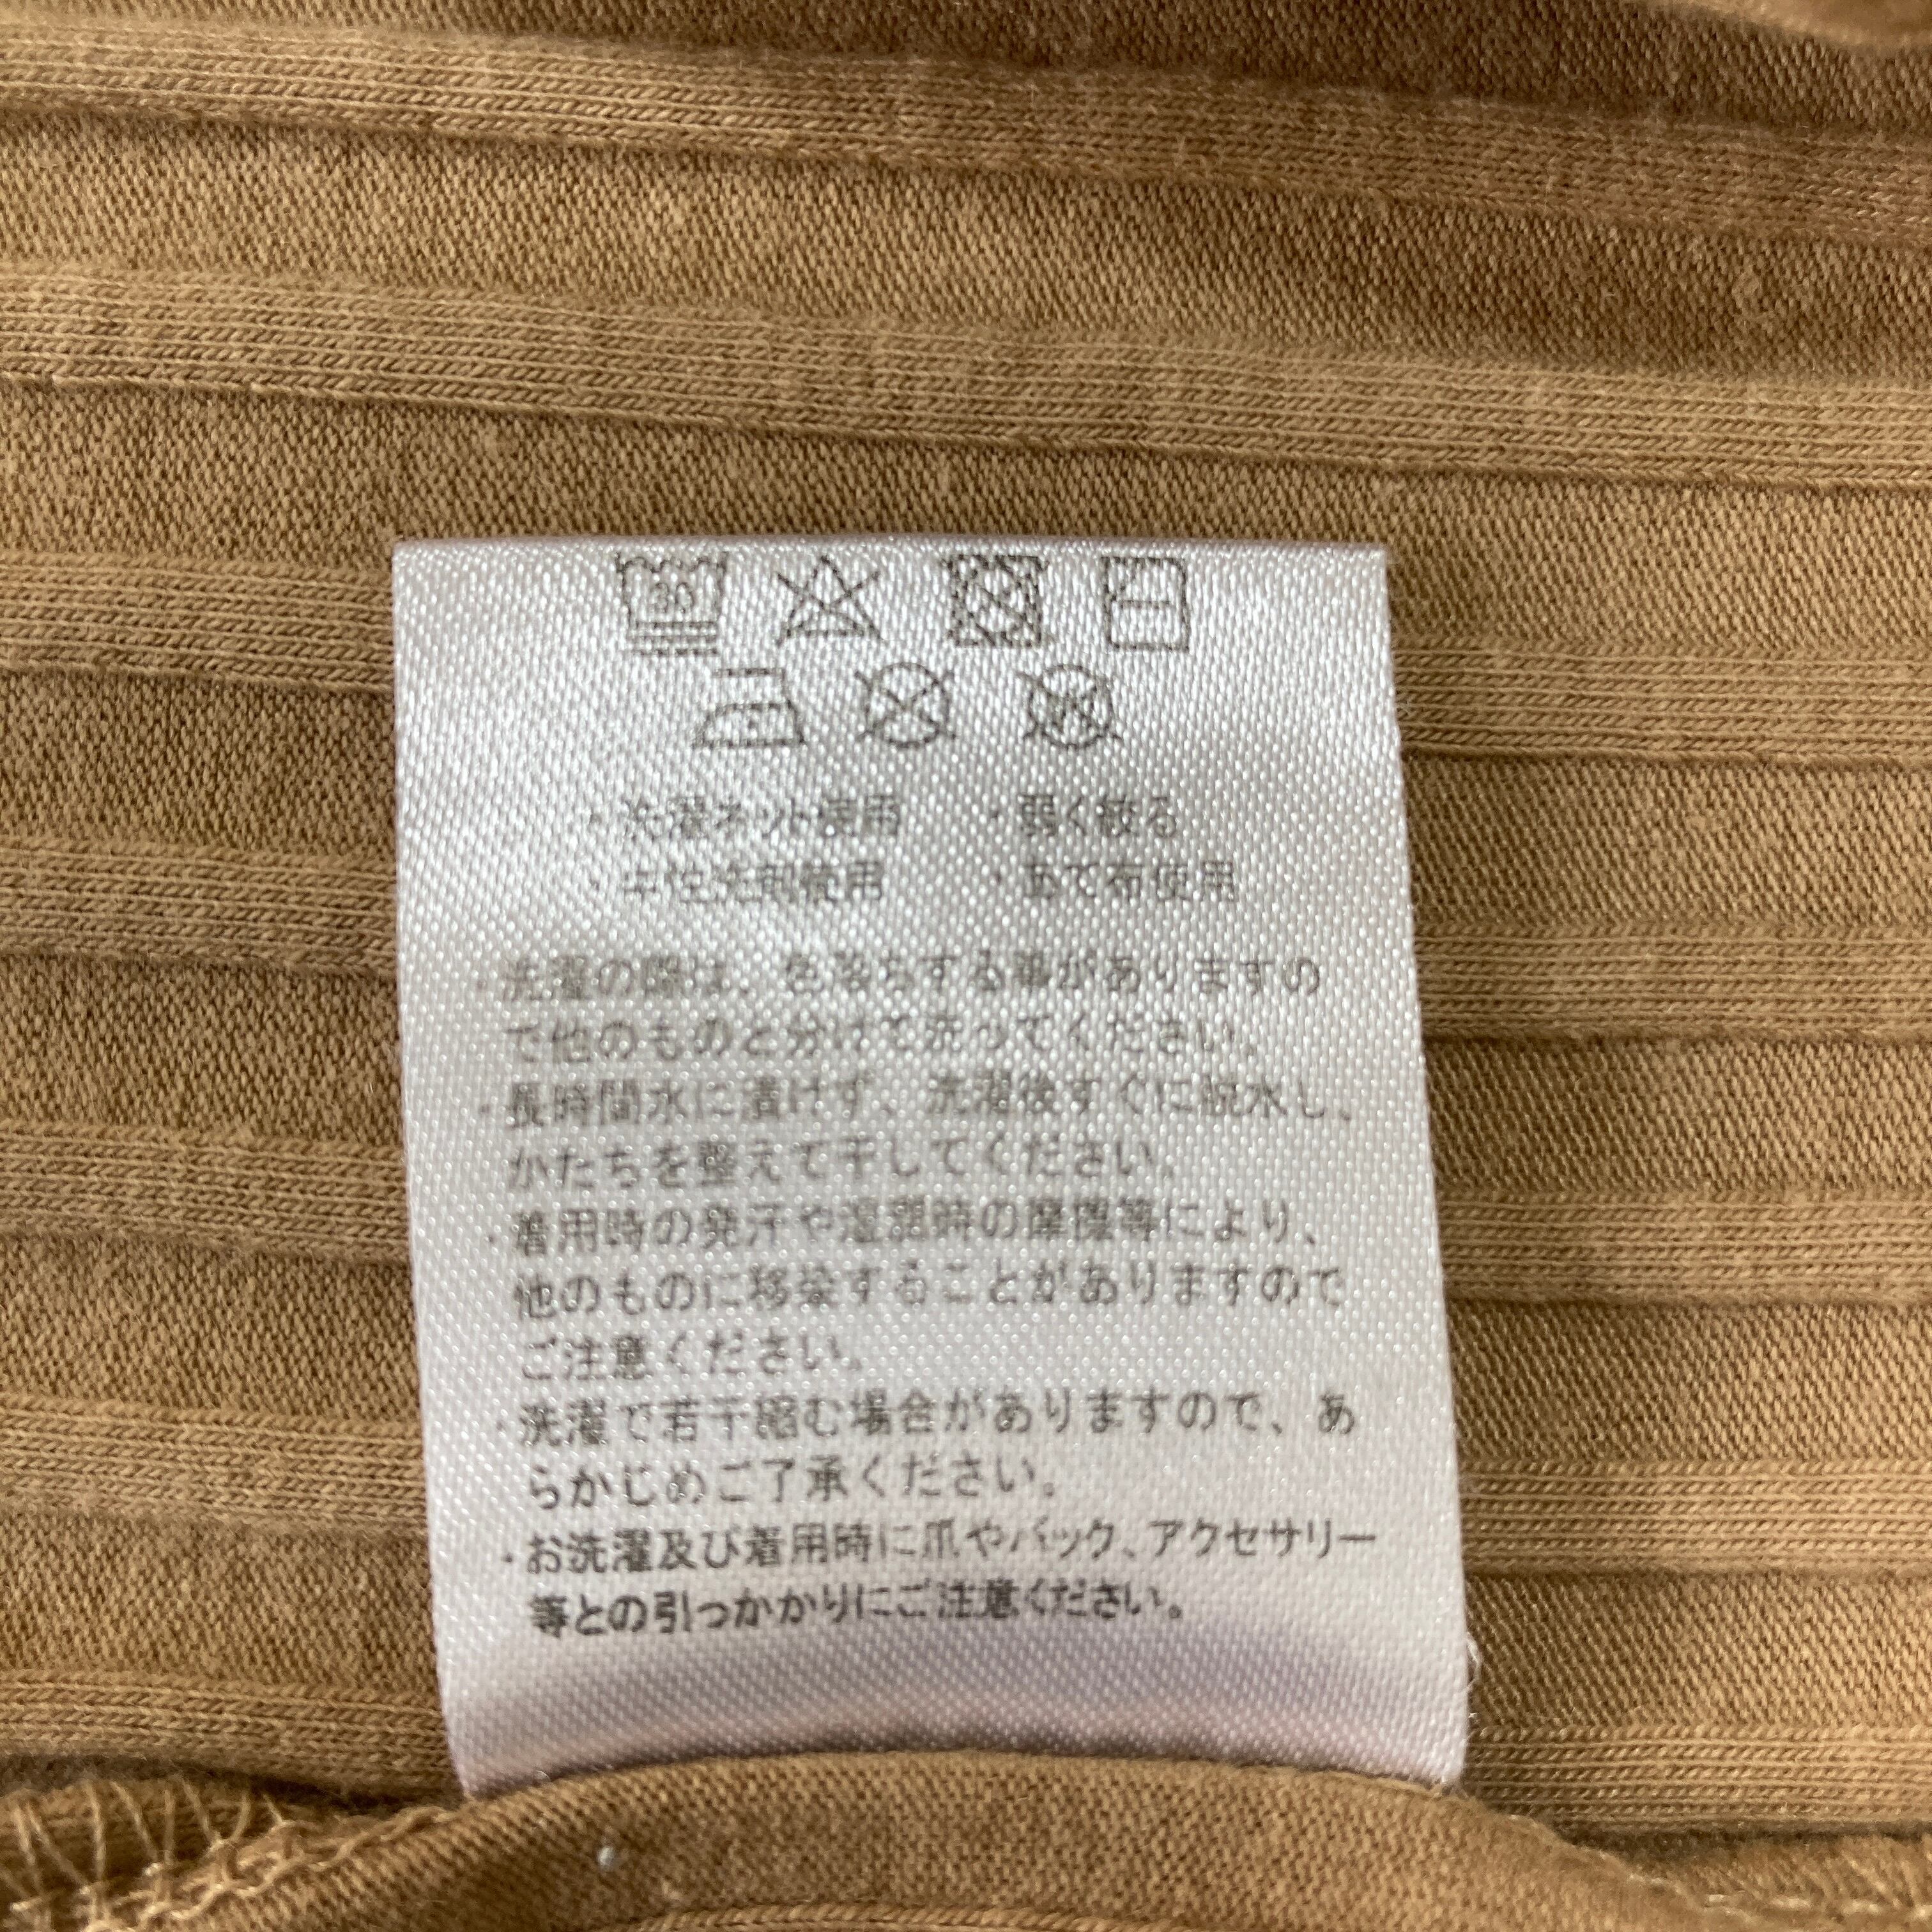 30
・洗濯ネット使用 ・弱く絞る
・中性洗剤使用 ・あて布使用
・洗濯の際は、色落ちする事がありますの
で他のものと分けて洗ってください。
・長時間水に漬けず、洗濯後すぐに脱水し、
かたちを整えて干してください。
・着用時の発汗や湿潤時の摩擦等により、
他のものに移染することがありますので
ご注意ください。
・洗濯で若干縮む場合がありますので、あ
らかじめご了承ください。
・お洗濯及び着用時に爪やバック、アクセサリー
等との引っかかりにご注意ください。